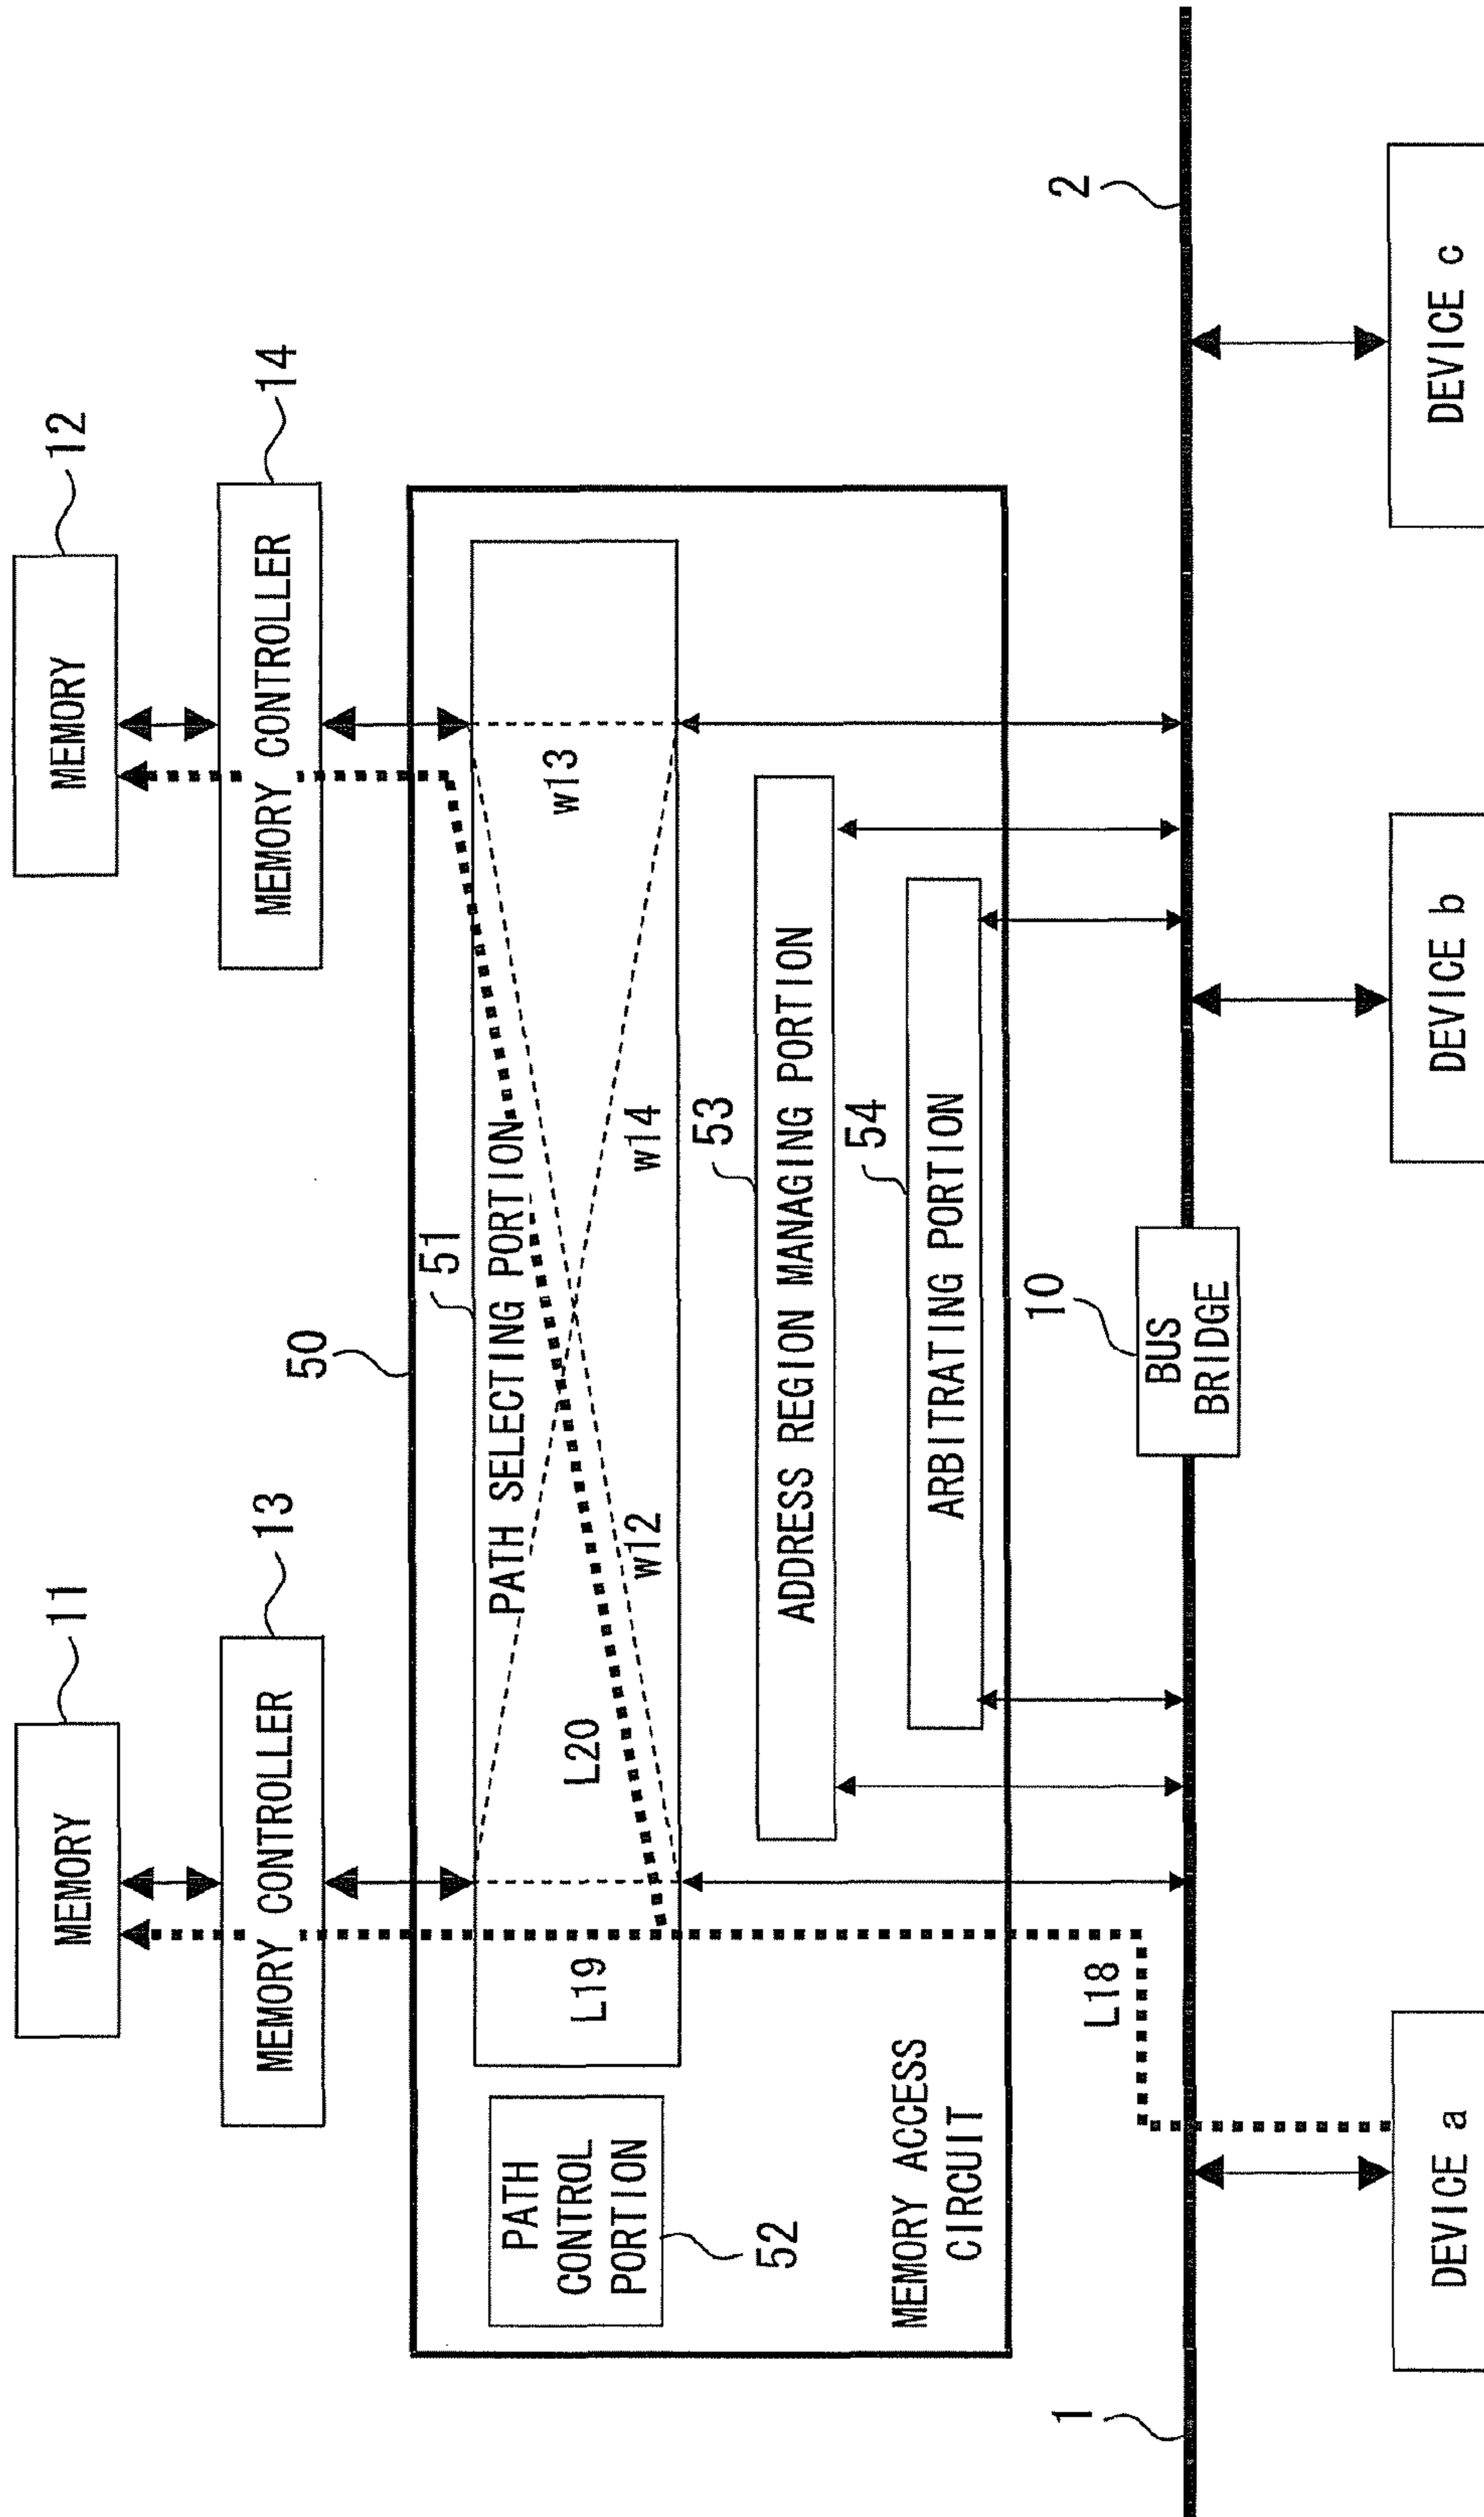 11
12
MEMORY
MEMORY
13
14
MEMORY CONTROLLER
MEMORY CONTROLLER
50
51
PATH
CONTROL
PORTION
52
PATH SELECTING PORTION
L19
L20
w12
w14
w13
53
ADDRESS REGION MANAGING PORTION
54
ARBITRATING PORTION
MEMORY ACCESS
CIRCUIT
L18
10
BUS
BRIDGE
1
2
DEVICE a
DEVICE b
DEVICE c